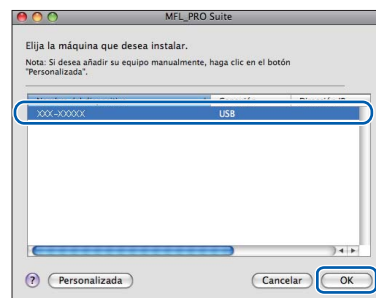 MFL_PRO Suite
Elija la máquina que desea instalar.
Nota: Si desea añadir su equipo manualmente, haga clic en el botón
"Personalizada".
XXX-XXXXX USB
? Personalizada Cancelar OK